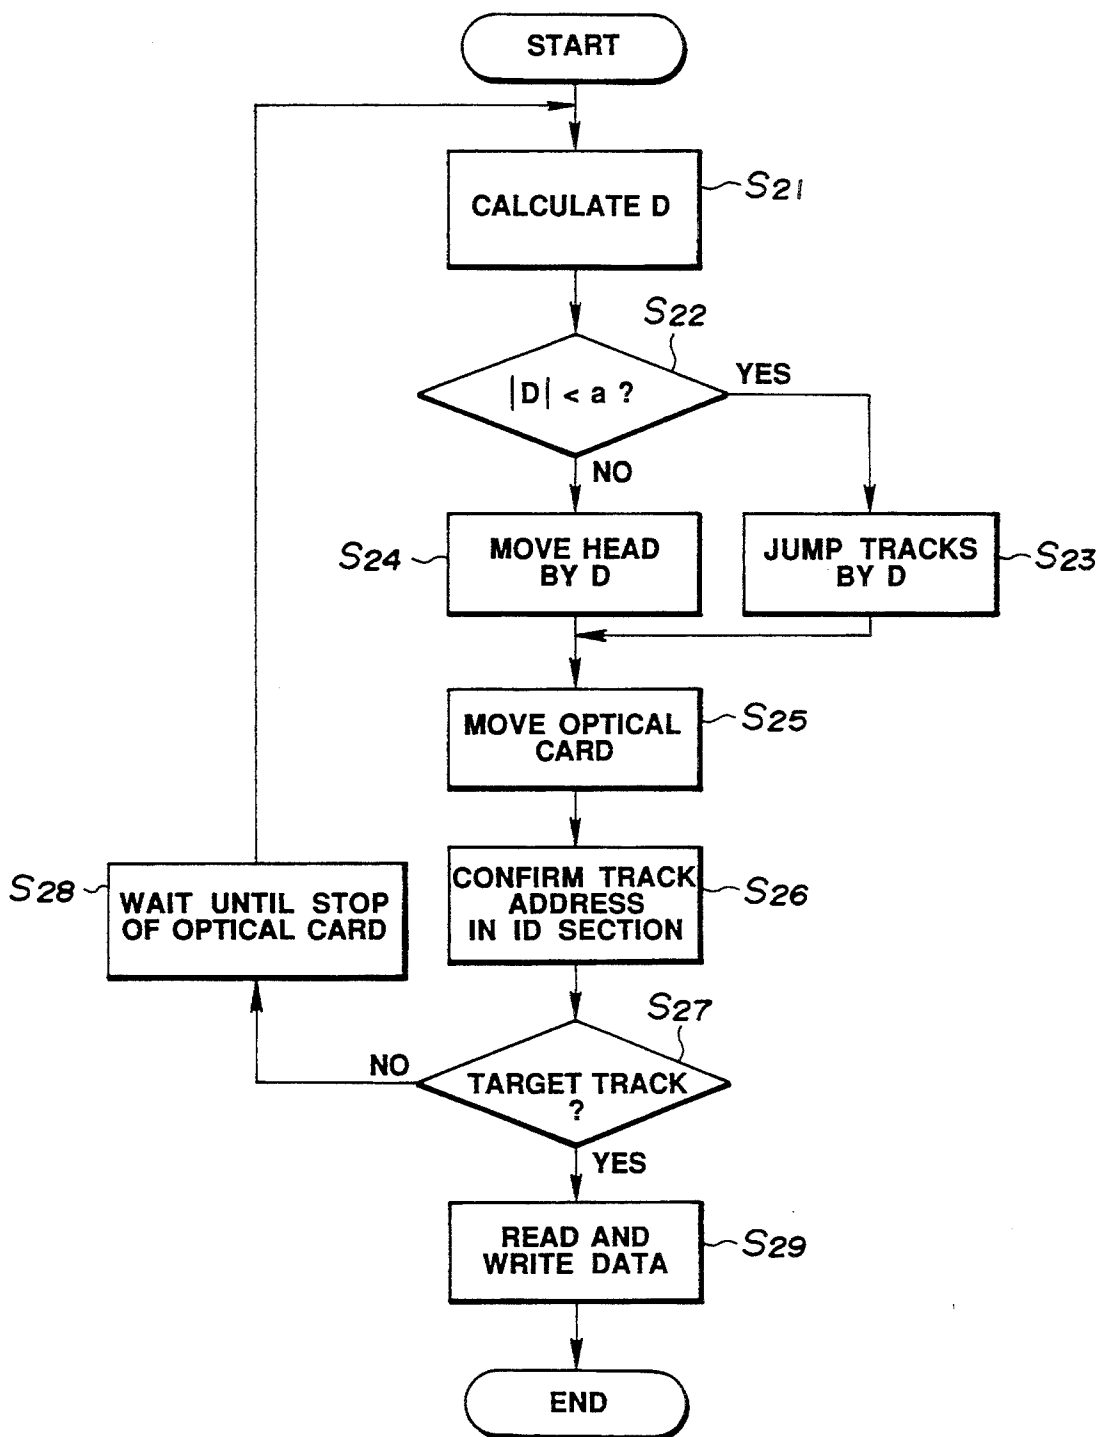 START
CALCULATE D
S21
S22
|D| < a ?
YES
NO
S24
MOVE HEAD
BY D
JUMP TRACKS
BY D
S23
MOVE OPTICAL
CARD
S25
CONFIRM TRACK
ADDRESS
IN ID SECTION
S26
S28
WAIT UNTIL STOP
OF OPTICAL CARD
S27
NO
TARGET TRACK
?
YES
READ AND
WRITE DATA
S29
END